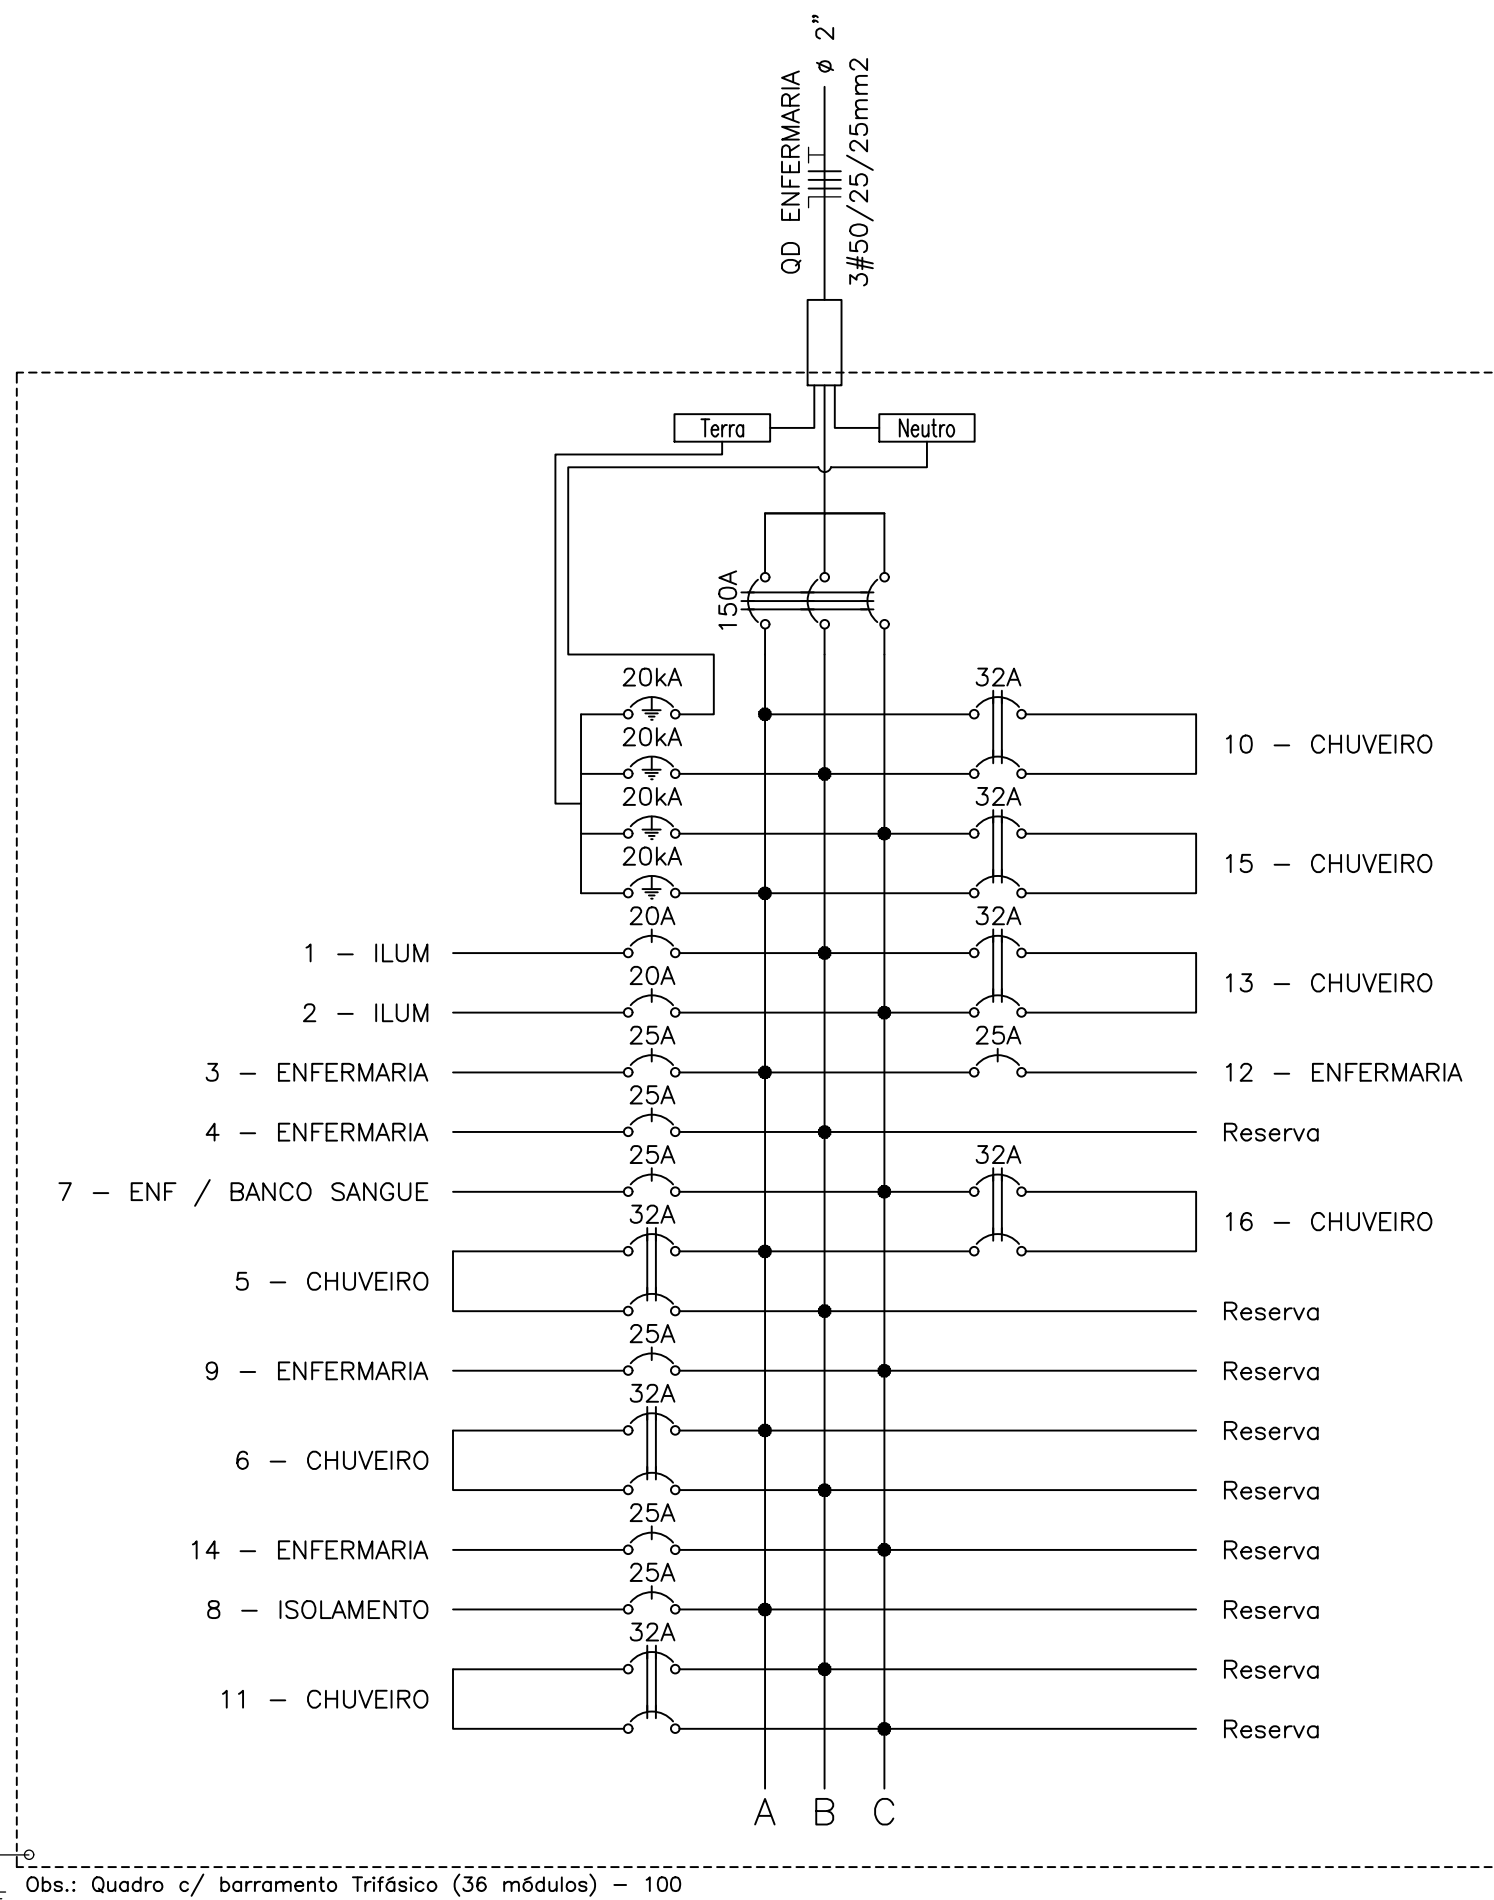 QD ENFERMARIA
ø 2”
3#50/25/25mm2
Terra
Neutro
150A
20kA
32A
20kA
10 – CHUVEIRO
20kA
32A
15 – CHUVEIRO
20kA
20A
32A
1 – ILUM
13 – CHUVEIRO
20A
2 – ILUM
25A
25A
3 – ENFERMARIA
12 – ENFERMARIA
25A
4 – ENFERMARIA
Reserva
25A
32A
7 – ENF / BANCO SANGUE
16 – CHUVEIRO
32A
5 – CHUVEIRO
Reserva
25A
9 – ENFERMARIA
Reserva
32A
Reserva
6 – CHUVEIRO
Reserva
25A
14 – ENFERMARIA
Reserva
25A
8 – ISOLAMENTO
Reserva
32A
Reserva
11 – CHUVEIRO
Reserva
A B C
Obs.: Quadro c/ barramento Trifásico (36 módulos) – 100